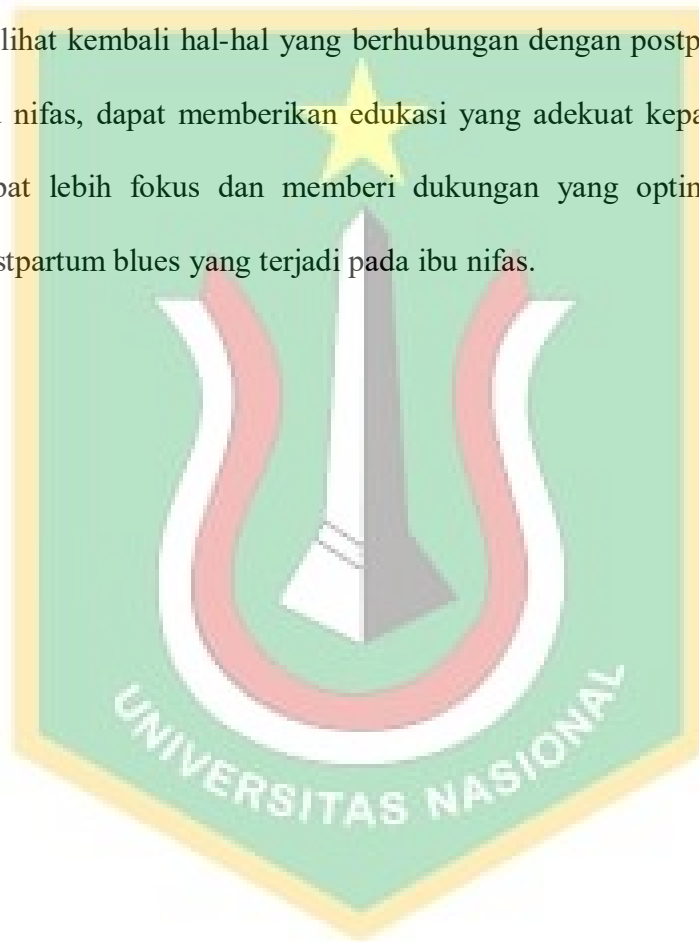 lihat kembali hal-hal yang berhubungan dengan postp
nifas, dapat memberikan edukasi yang adekuat kepa
pat lebih fokus dan memberi dukungan yang optim
stpartum blues yang terjadi pada ibu nifas.
UNIVERSITAS NASIONAL